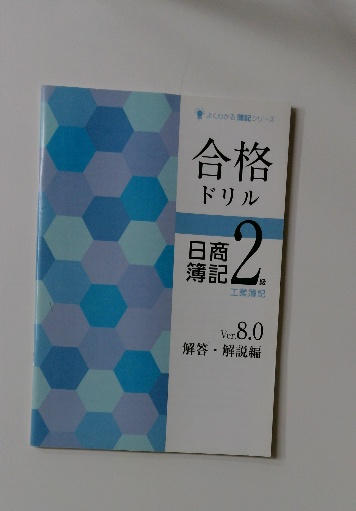 よくわかる簿記シリーズ
合格
ドリル
日商
簿記
2級
工業簿記
Ver.8.0
解答・解説編